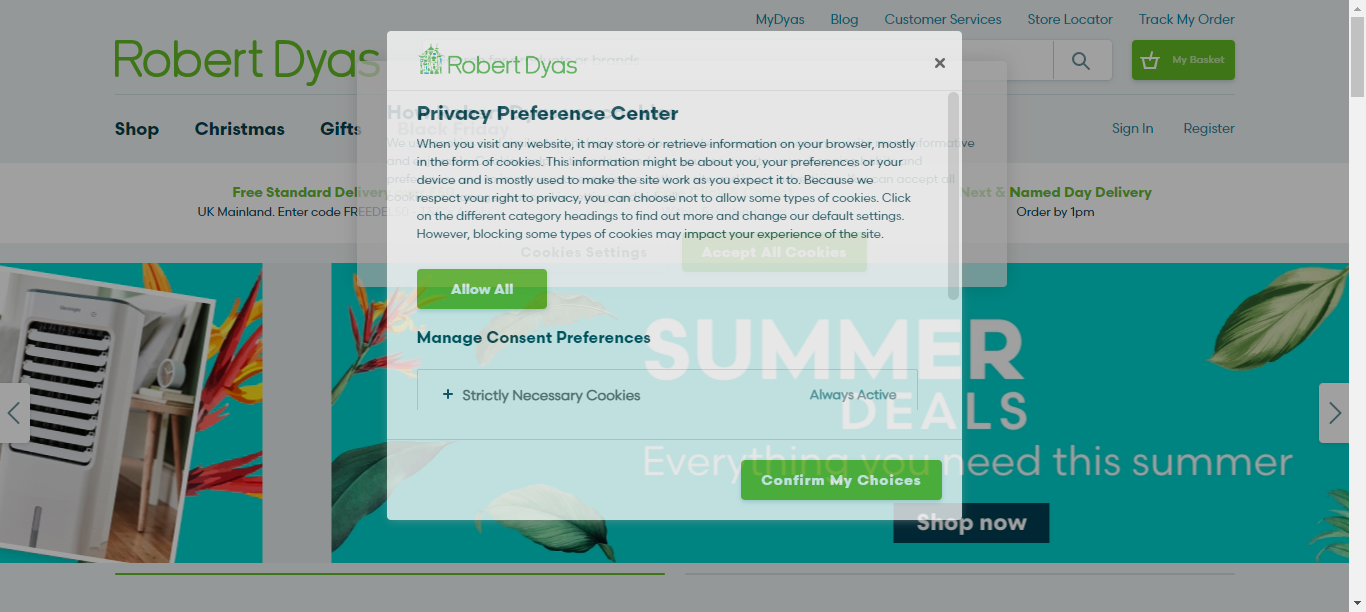 MyDyas Blog Customer Services Store Locator Track My Order
Robert Dyas
My Basket
Shop Christmas Gifts Black Friday
Sign In Register
Free Standard Delivery
UK Mainland. Enter code FREEDEL50
Next & Named Day Delivery
Order by 1pm
Robert Dyas
Privacy Preference Center
When you visit any website, it may store or retrieve information on your browser, mostly
in the form of cookies. This information might be about you, your preferences or your
device and is mostly used to make the site work as you expect it to. Because we
respect your right to privacy, you can choose not to allow some types of cookies. Click
on the different category headings to find out more and change our default settings.
However, blocking some types of cookies may impact your experience of the site.
Cookies Settings Accept All Cookies
Allow All
Manage Consent Preferences
+ Strictly Necessary Cookies Always Active
Confirm My Choices
SUMMER
DEALS
Everything you need this summer
Shop now